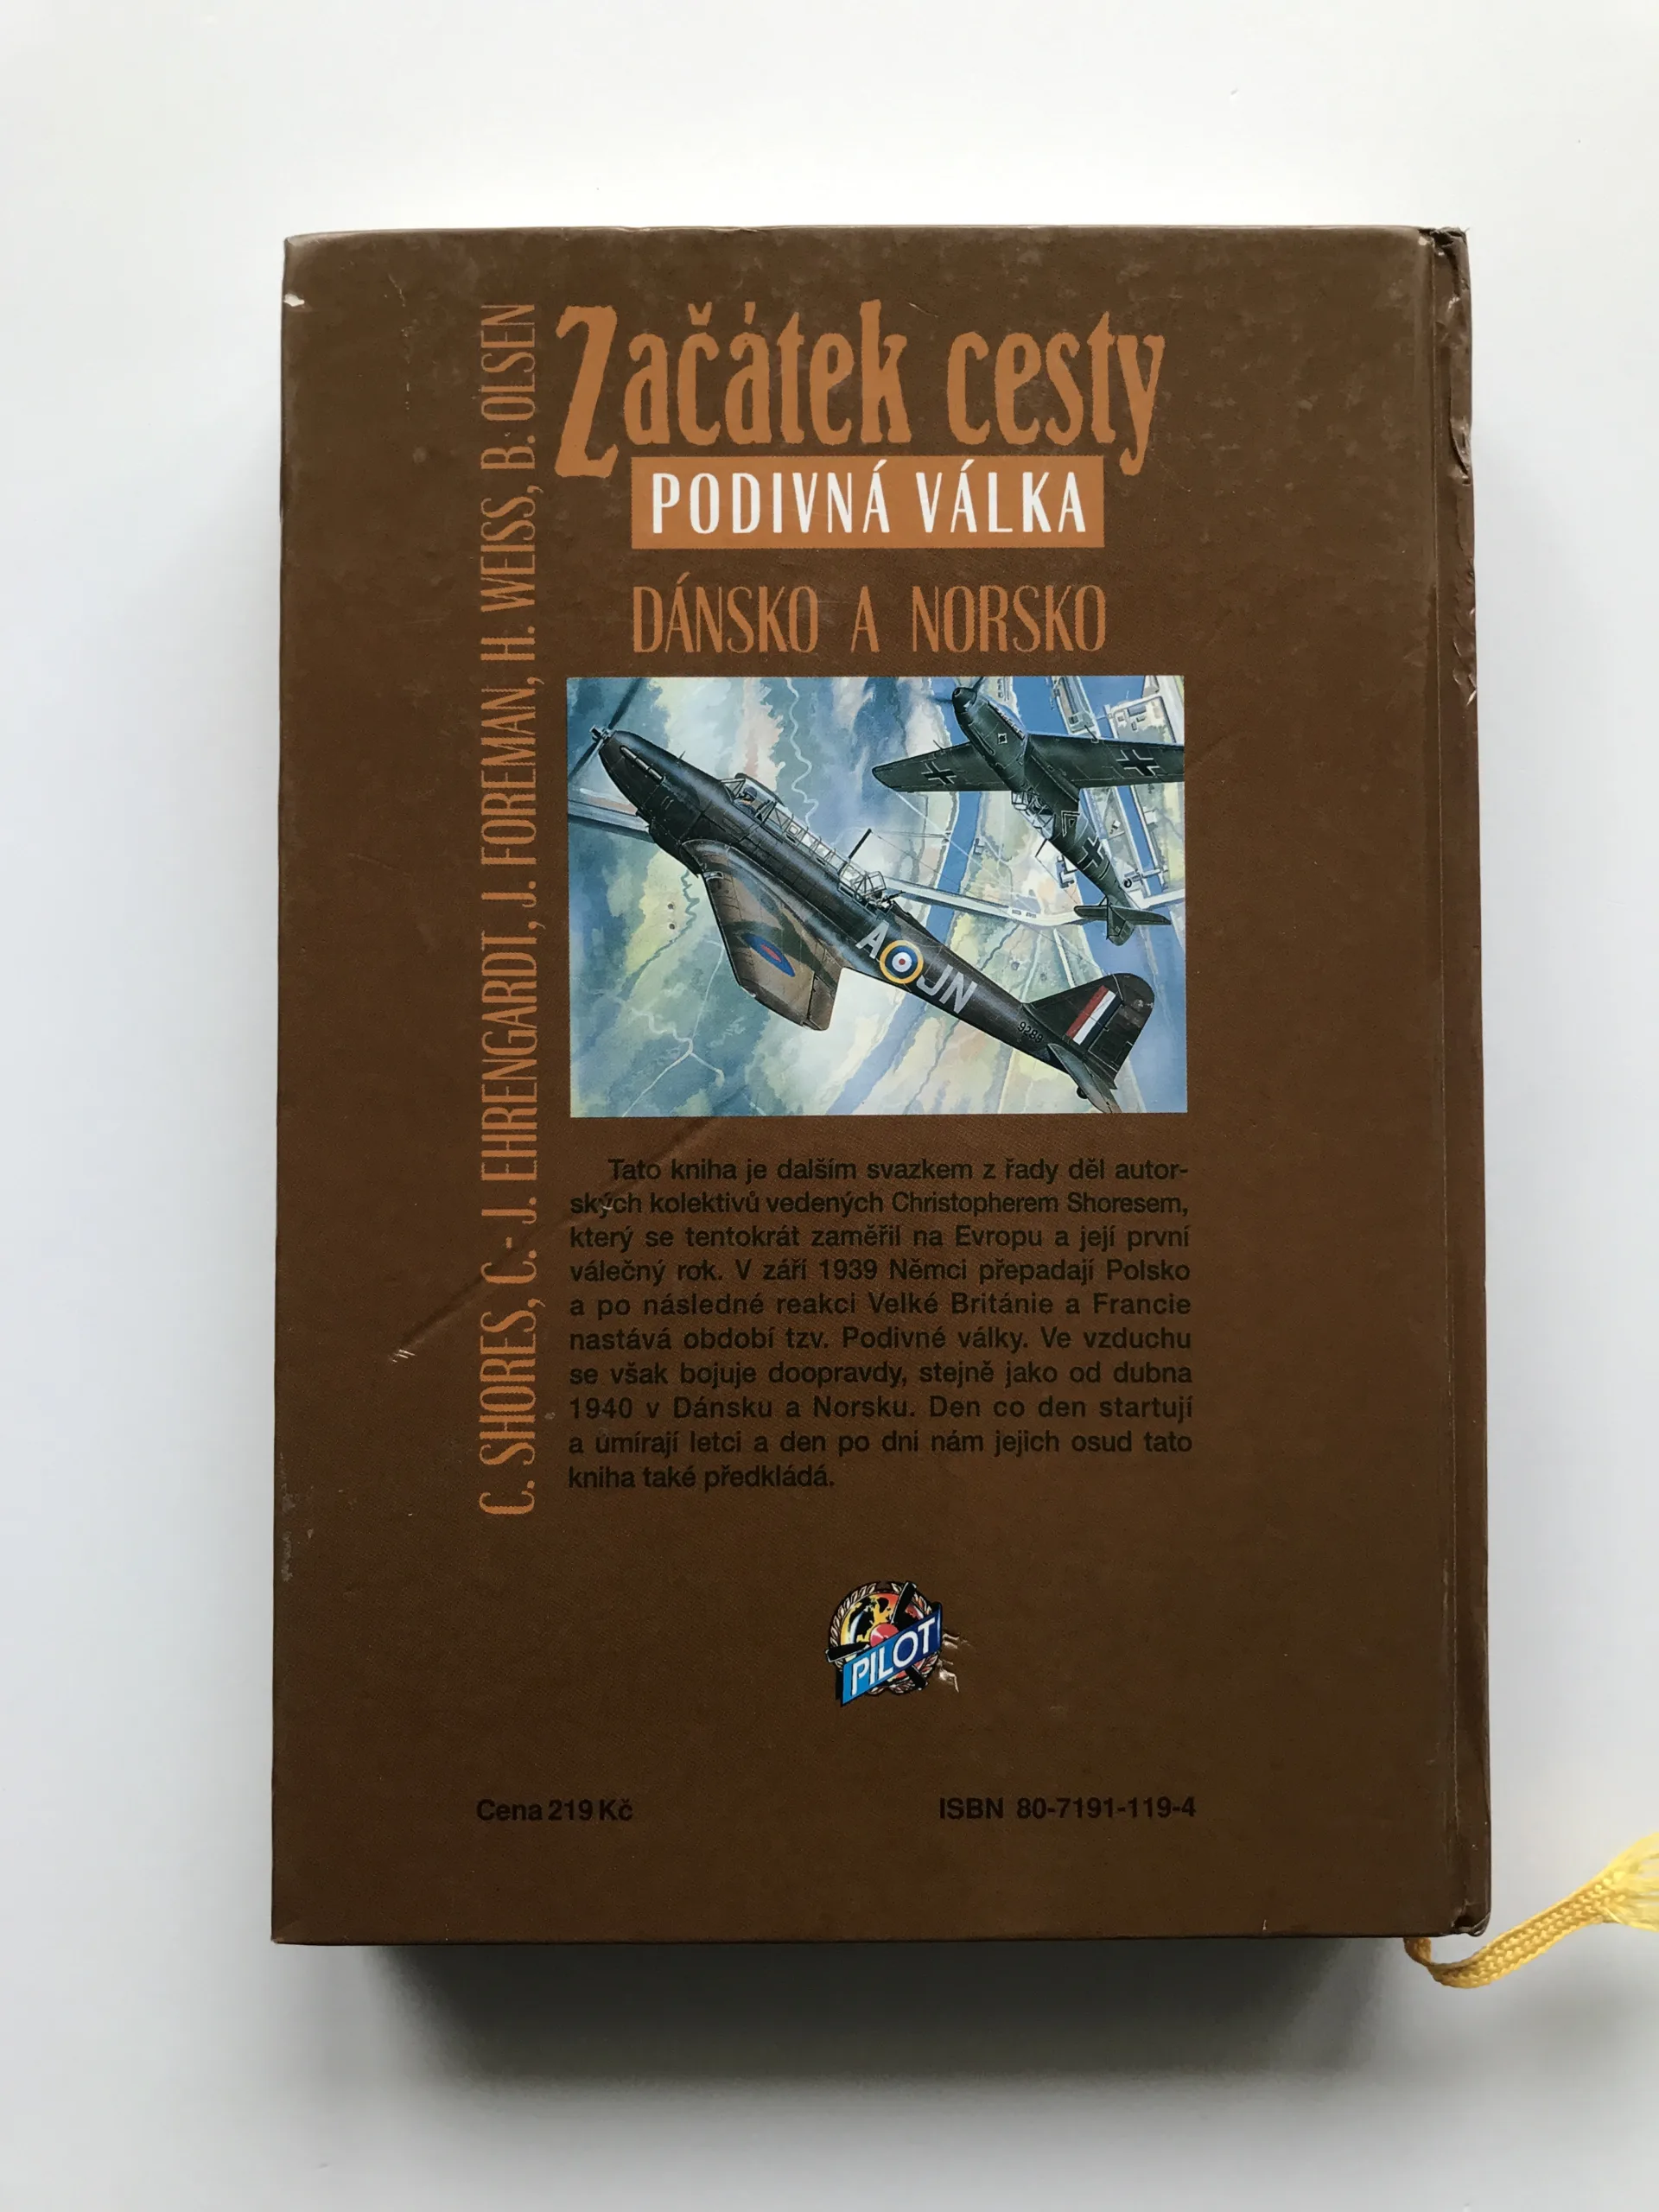 C. SHORES, C.- J. EHRENGARDT, J. FOREMAN, H. WEISS, B. OLSEN
Začátek cesty
PODIVNÁ VÁLKA
DÁNSKO A NORSKO
A JN
9289
Tato kniha je dalším svazkem z řady děl autor-
ských kolektivů vedených Christopherem Shoresem,
který se tentokrát zaměřil na Evropu a její první
válečný rok. V září 1939 Němci přepadají Polsko
a po následné reakci Velké Británie a Francie
nastává období tzv. Podivné války. Ve vzduchu
se však bojuje doopravdy, stejně jako od dubna
1940 v Dánsku a Norsku. Den co den startují
a umírají letci a den po dni nám jejich osud tato
kniha také předkládá.
PILOT
Cena 219 Kč
ISBN 80-7191-119-4